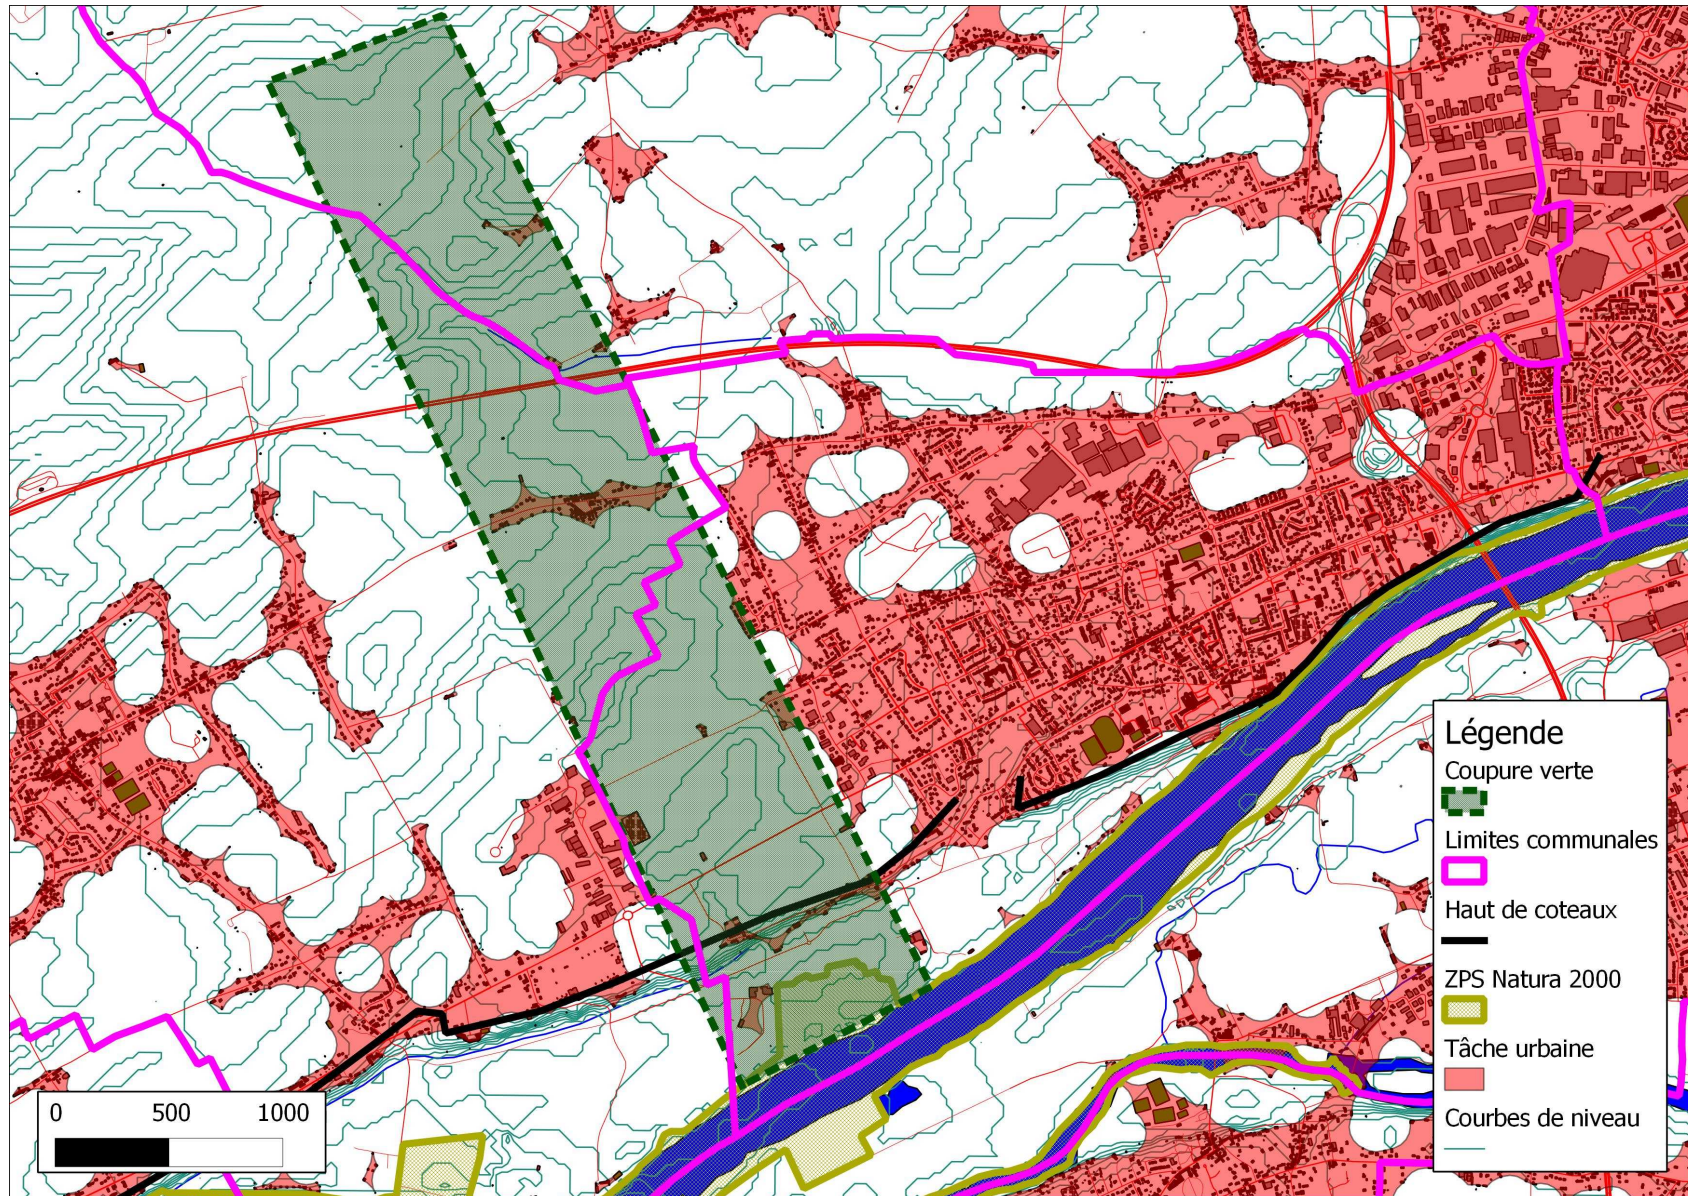 Légende
Coupure verte
Limites communales
Haut de coteaux
ZPS Natura 2000
Tâche urbaine
Courbes de niveau
0 500 1000